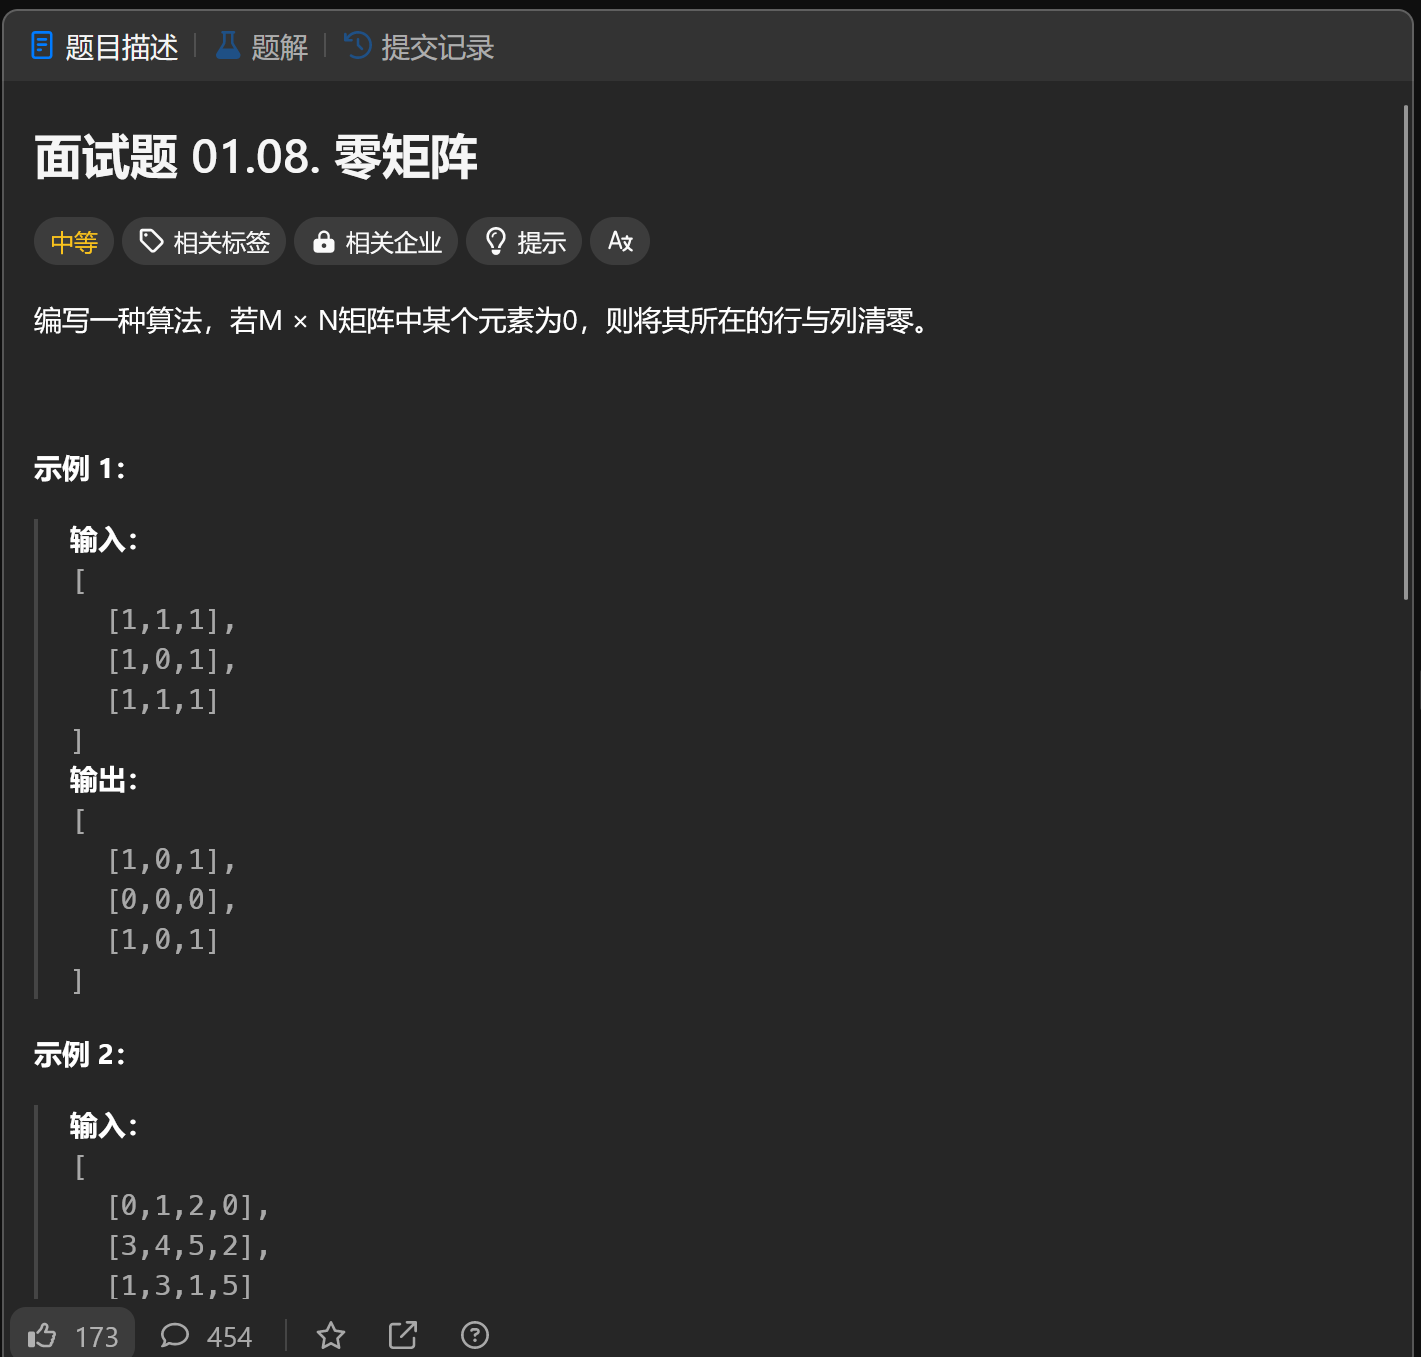 题目描述 题解 提交记录
面试题 01.08. 零矩阵
中等 相关标签 相关企业 提示
编写一种算法，若M × N矩阵中某个元素为0，则将其所在的行与列清零。
示例 1：
输入：
[
[1,1,1],
[1,0,1],
[1,1,1]
]
输出：
[
[1,0,1],
[0,0,0],
[1,0,1]
]
示例 2：
输入：
[
[0,1,2,0],
[3,4,5,2],
[1,3,1,5]
173 454